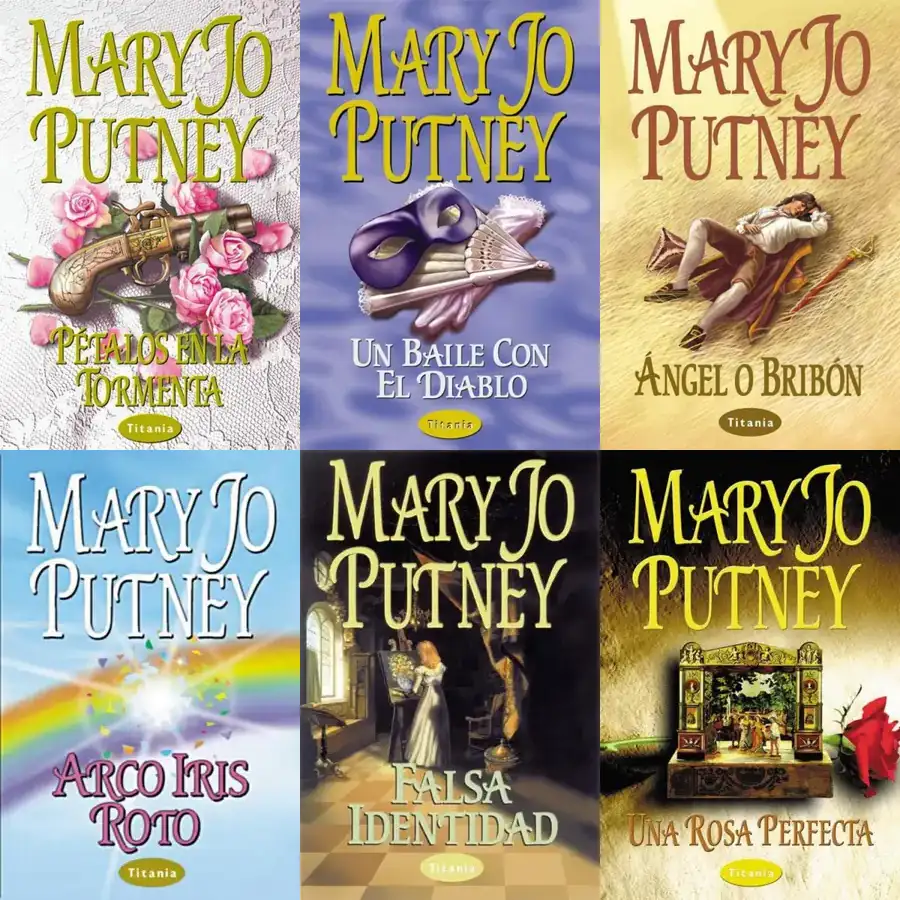 MARY JO
PUTNEY
PÉTALOS EN LA
TORMENTA
Titania
MARY JO
PUTNEY
UN BAILE CON
EL DIABLO
Titania
MARY JO
PUTNEY
ÁNGEL O BRIBÓN
Titania
MARY JO
PUTNEY
ARCO IRIS
ROTO
Titania
MARY JO
PUTNEY
FALSA
IDENTIDAD
Titania
MARY JO
PUTNEY
UNA ROSA PERFECTA
Titania